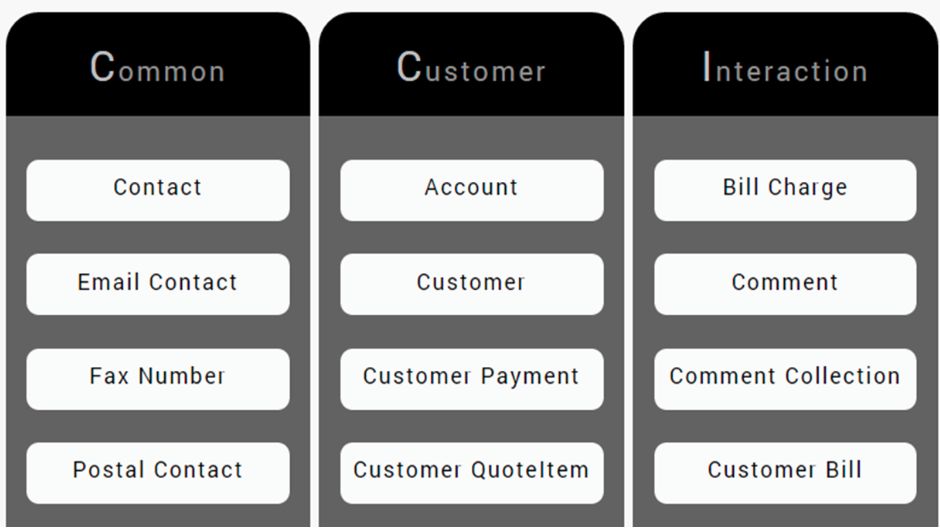 Common
Contact
Email Contact
Fax Number
Postal Contact
Customer
Account
Customer
Customer Payment
Customer QuoteItem
Interaction
Bill Charge
Comment
Comment Collection
Customer Bill